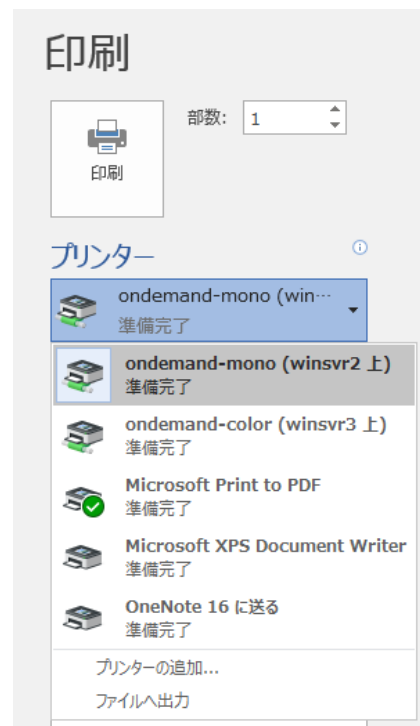 印刷
部数: 1
印刷
プリンター
ondemand-mono (win…
準備完了
ondemand-mono (winsvr2 上)
準備完了
ondemand-color (winsvr3 上)
準備完了
Microsoft Print to PDF
準備完了
Microsoft XPS Document Writer
準備完了
OneNote 16 に送る
準備完了
プリンターの追加...
ファイルへ出力